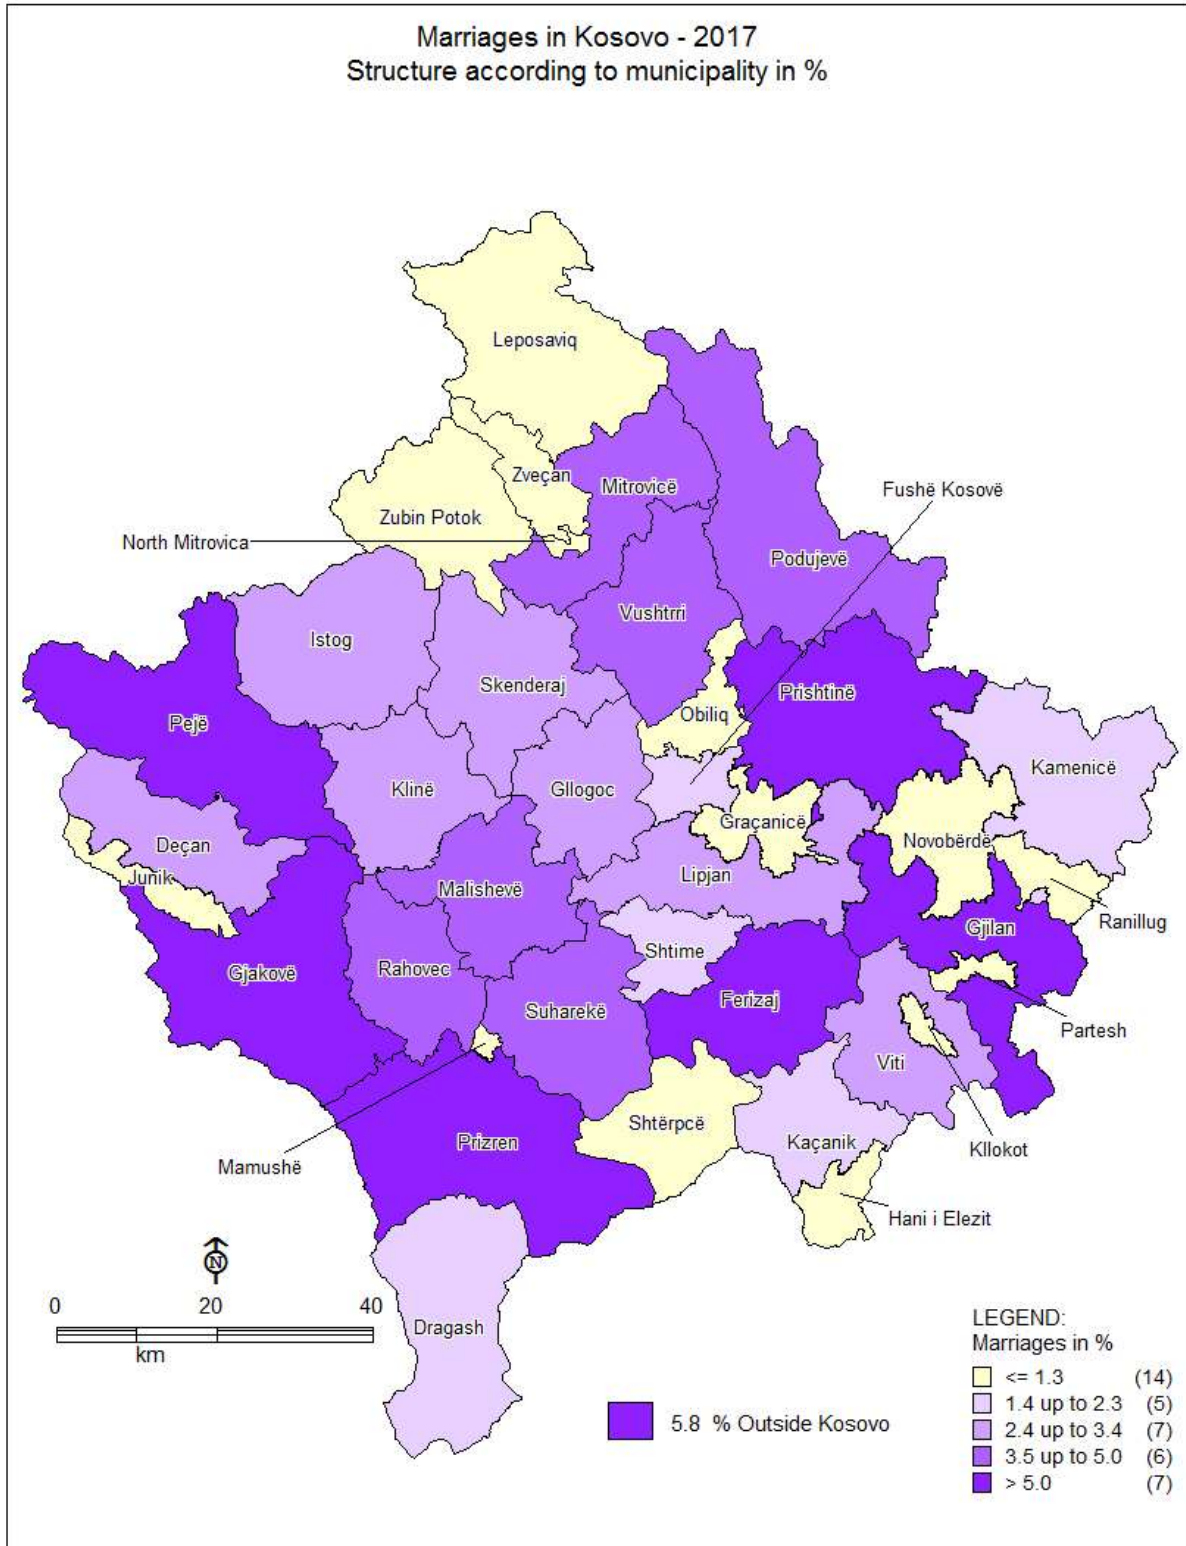 Marriages in Kosovo - 2017
Structure according to municipality in %
Leposaviq
Zveçan
Mitrovicë
Fushë Kosovë
Zubin Potok
North Mitrovica
Podujevë
Vushtrri
Istog
Skenderaj
Prishtinë
Pejë
Obiliq
Kamenicë
Klinë
Gllogoc
Graçanicë
Novobërdë
Deçan
Junik
Lipjan
Malishevë
Ranillug
Gjilan
Shtime
Rahovec
Gjakovë
Ferizaj
Suharekë
Partesh
Viti
Shtërpcë
Kaçanik
Prizren
Kllokot
Mamushë
Hani i Elezit
N
0 20 40
km
Dragash
5.8 % Outside Kosovo
LEGEND:
Marriages in %
<= 1.3 (14)
1.4 up to 2.3 (5)
2.4 up to 3.4 (7)
3.5 up to 5.0 (6)
> 5.0 (7)